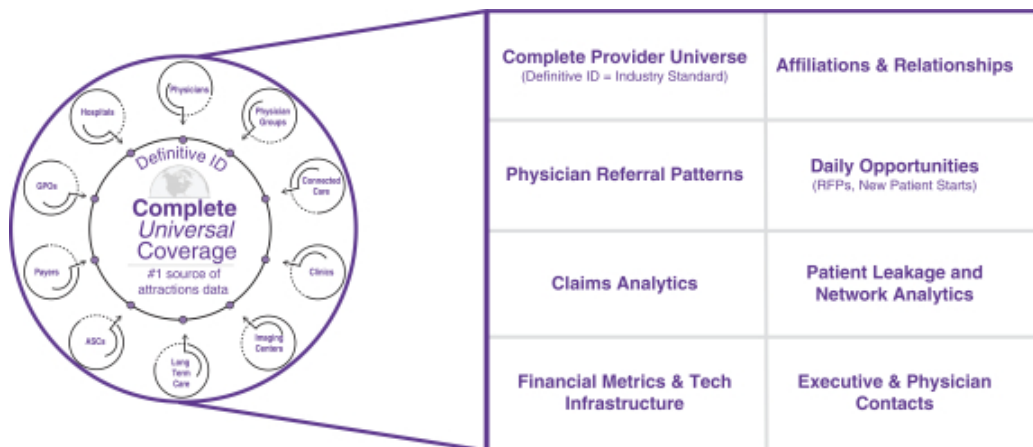 Physicians
Hospitals
Physician
Groups
GPOs
Connected
Care
Payers
Clinics
ASCs
Imaging
Centers
Long
Term
Care
Definitive ID
Complete
Universal
Coverage
#1 source of
attractions data
Complete Provider Universe
(Definitive ID = Industry Standard)
Affiliations & Relationships
Physician Referral Patterns
Daily Opportunities
(RFPs, New Patient Starts)
Claims Analytics
Patient Leakage and
Network Analytics
Financial Metrics & Tech
Infrastructure
Executive & Physician
Contacts